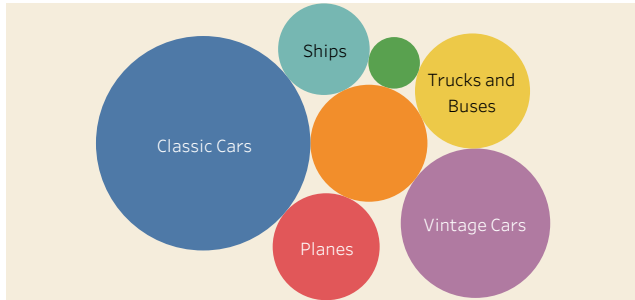 Ships
Trucks and
Buses
Classic Cars
Vintage Cars
Planes